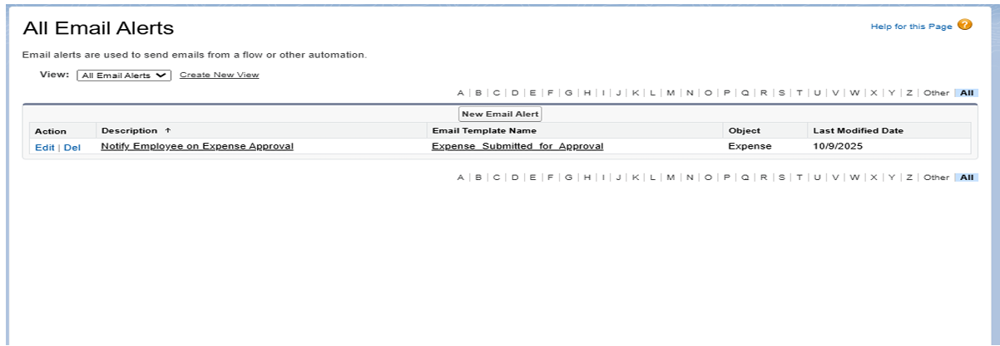 All Email Alerts
Help for this Page ?
Email alerts are used to send emails from a flow or other automation.
View: All Email Alerts Create New View
A | B | C | D | E | F | G | H | I | J | K | L | M | N | O | P | Q | R | S | T | U | V | W | X | Y | Z | Other All
New Email Alert
Action Description ↑ Email Template Name Object Last Modified Date
Edit | Del Notify Employee on Expense Approval Expense_Submitted_for_Approval Expense 10/9/2025
A | B | C | D | E | F | G | H | I | J | K | L | M | N | O | P | Q | R | S | T | U | V | W | X | Y | Z | Other All